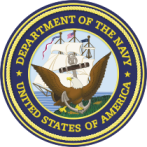 DEPARTMENT OF THE NAVY
UNITED STATES OF AMERICA